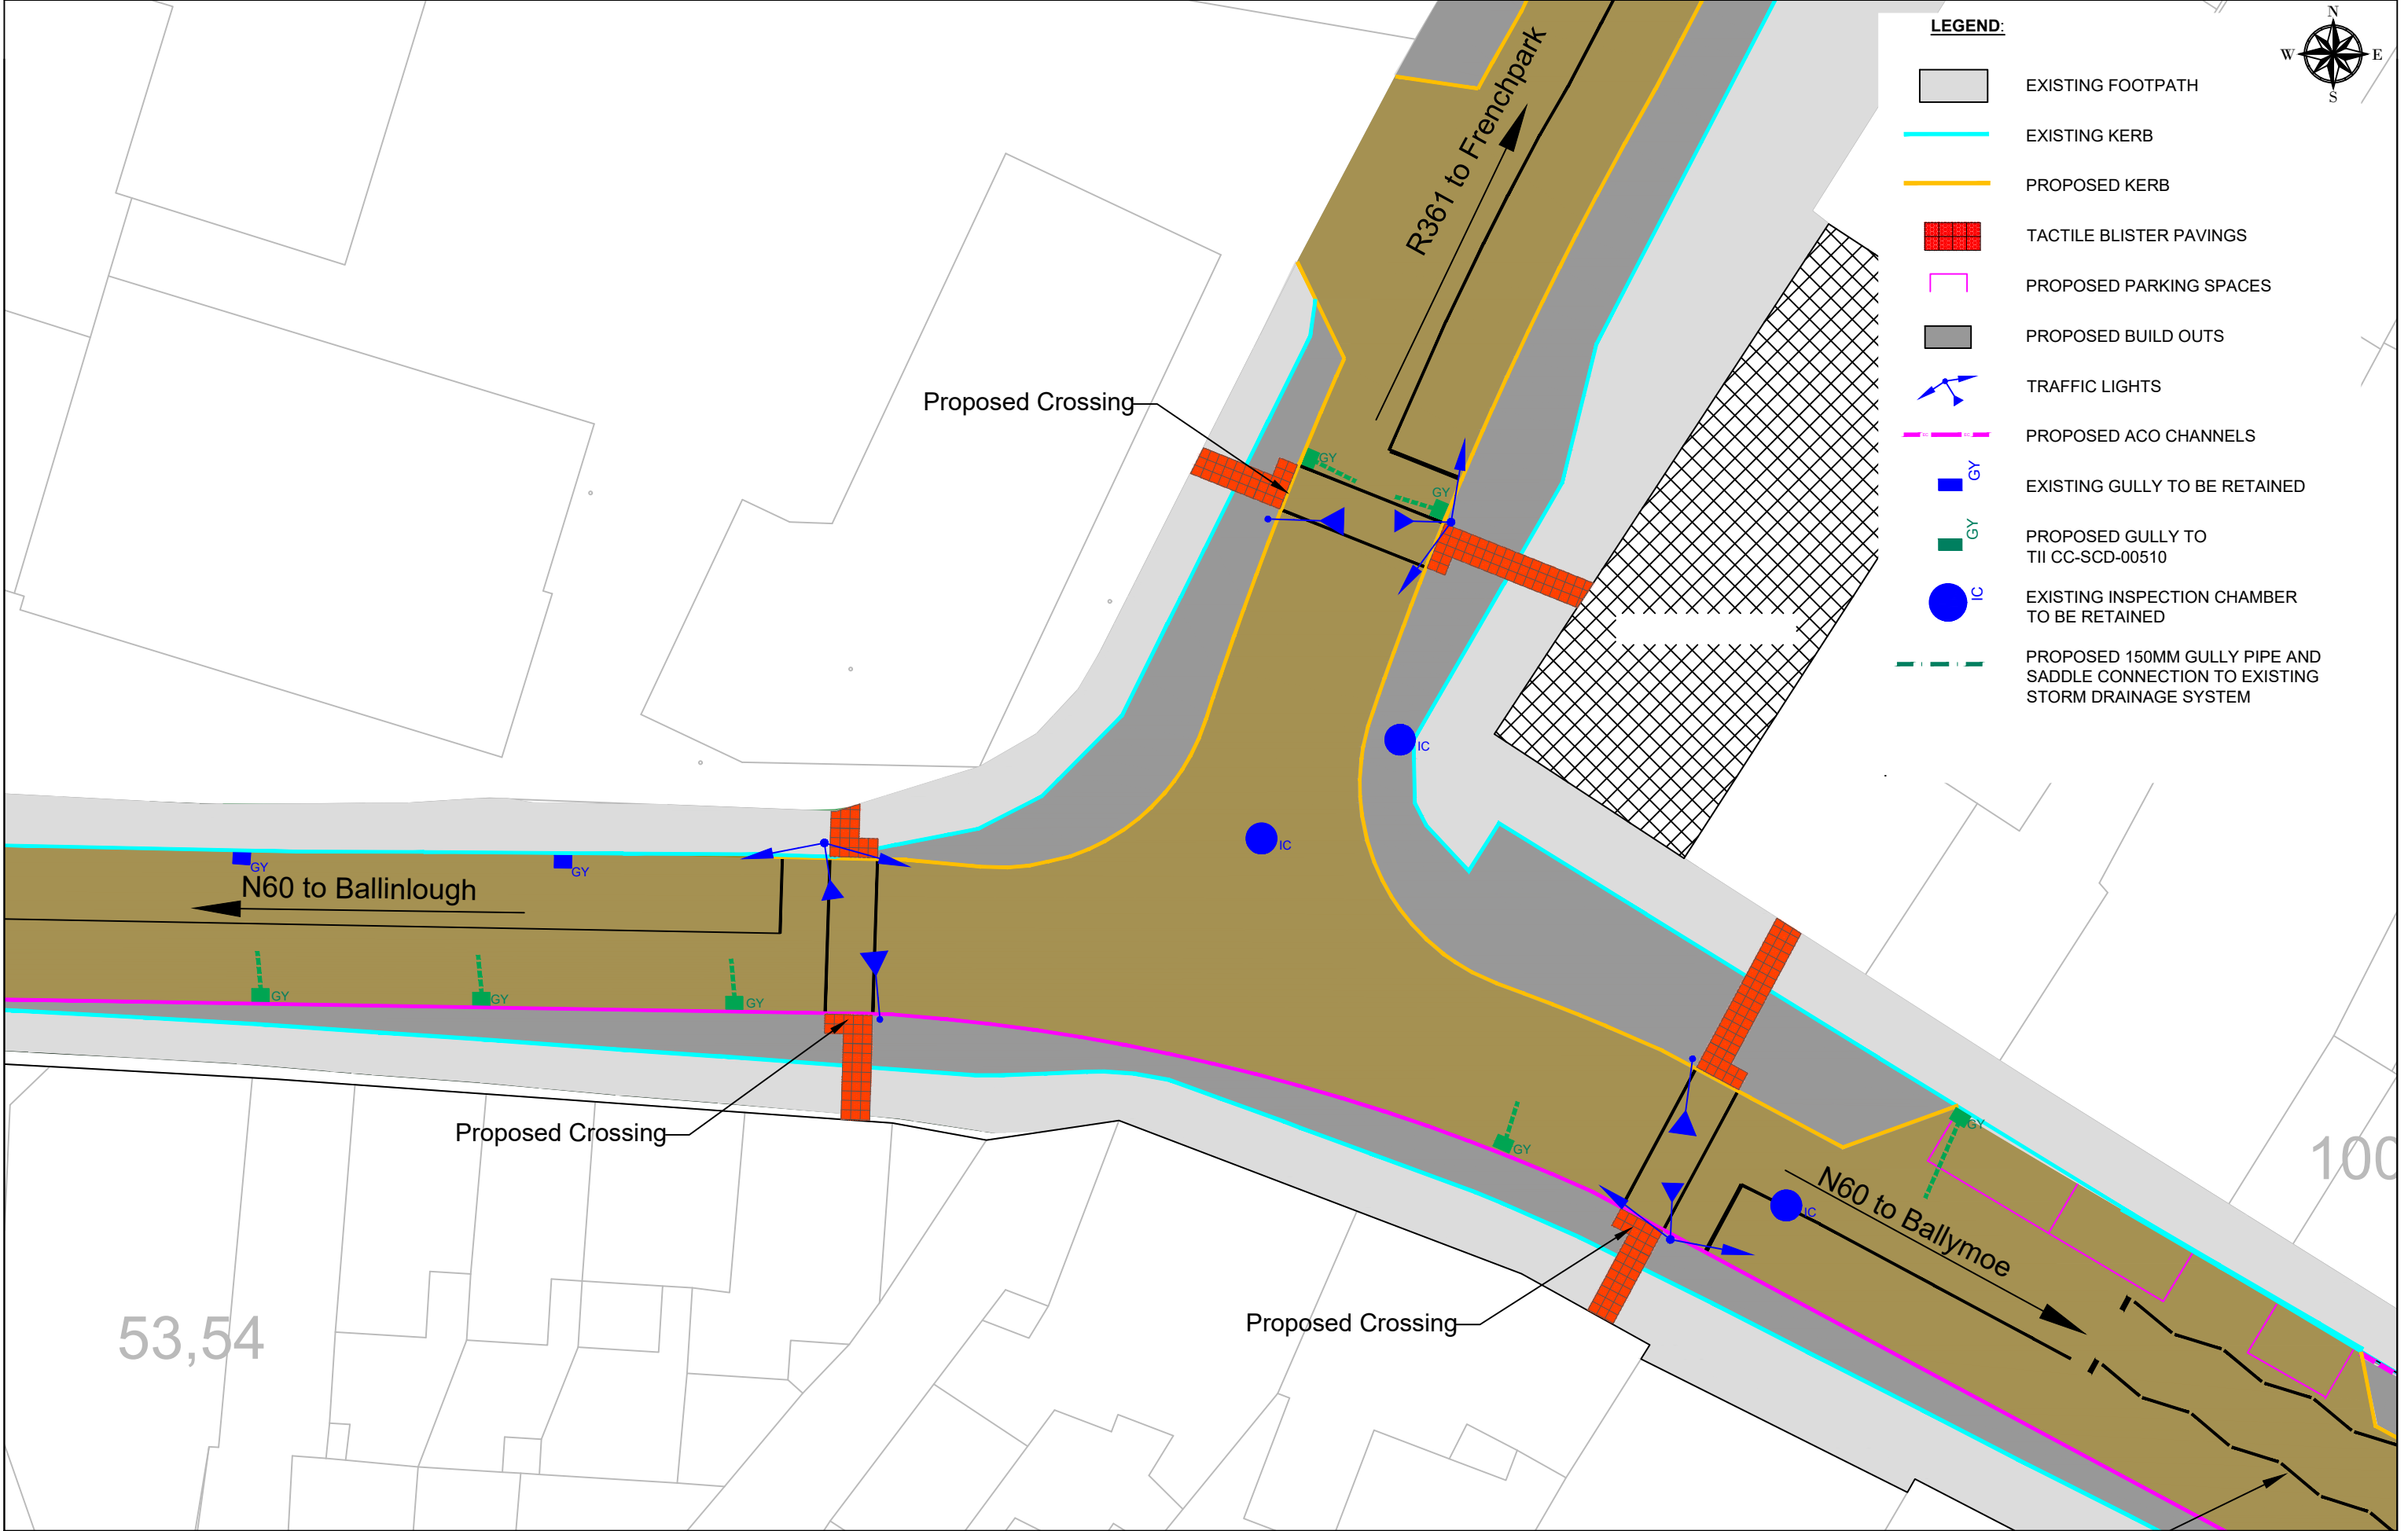 LEGEND:
N
W E
S
EXISTING FOOTPATH
EXISTING KERB
PROPOSED KERB
TACTILE BLISTER PAVINGS
PROPOSED PARKING SPACES
PROPOSED BUILD OUTS
TRAFFIC LIGHTS
PROPOSED ACO CHANNELS
GY
EXISTING GULLY TO BE RETAINED
GY
PROPOSED GULLY TO
TII CC-SCD-00510
IC
EXISTING INSPECTION CHAMBER
TO BE RETAINED
PROPOSED 150MM GULLY PIPE AND
SADDLE CONNECTION TO EXISTING
STORM DRAINAGE SYSTEM
R361 to Frenchpark
Proposed Crossing
GY
GY
IC
IC
GY
GY
N60 to Ballinlough
GY
GY
GY
Proposed Crossing
GY
GY
100
N60 to Ballymoe
IC
Proposed Crossing
53,54